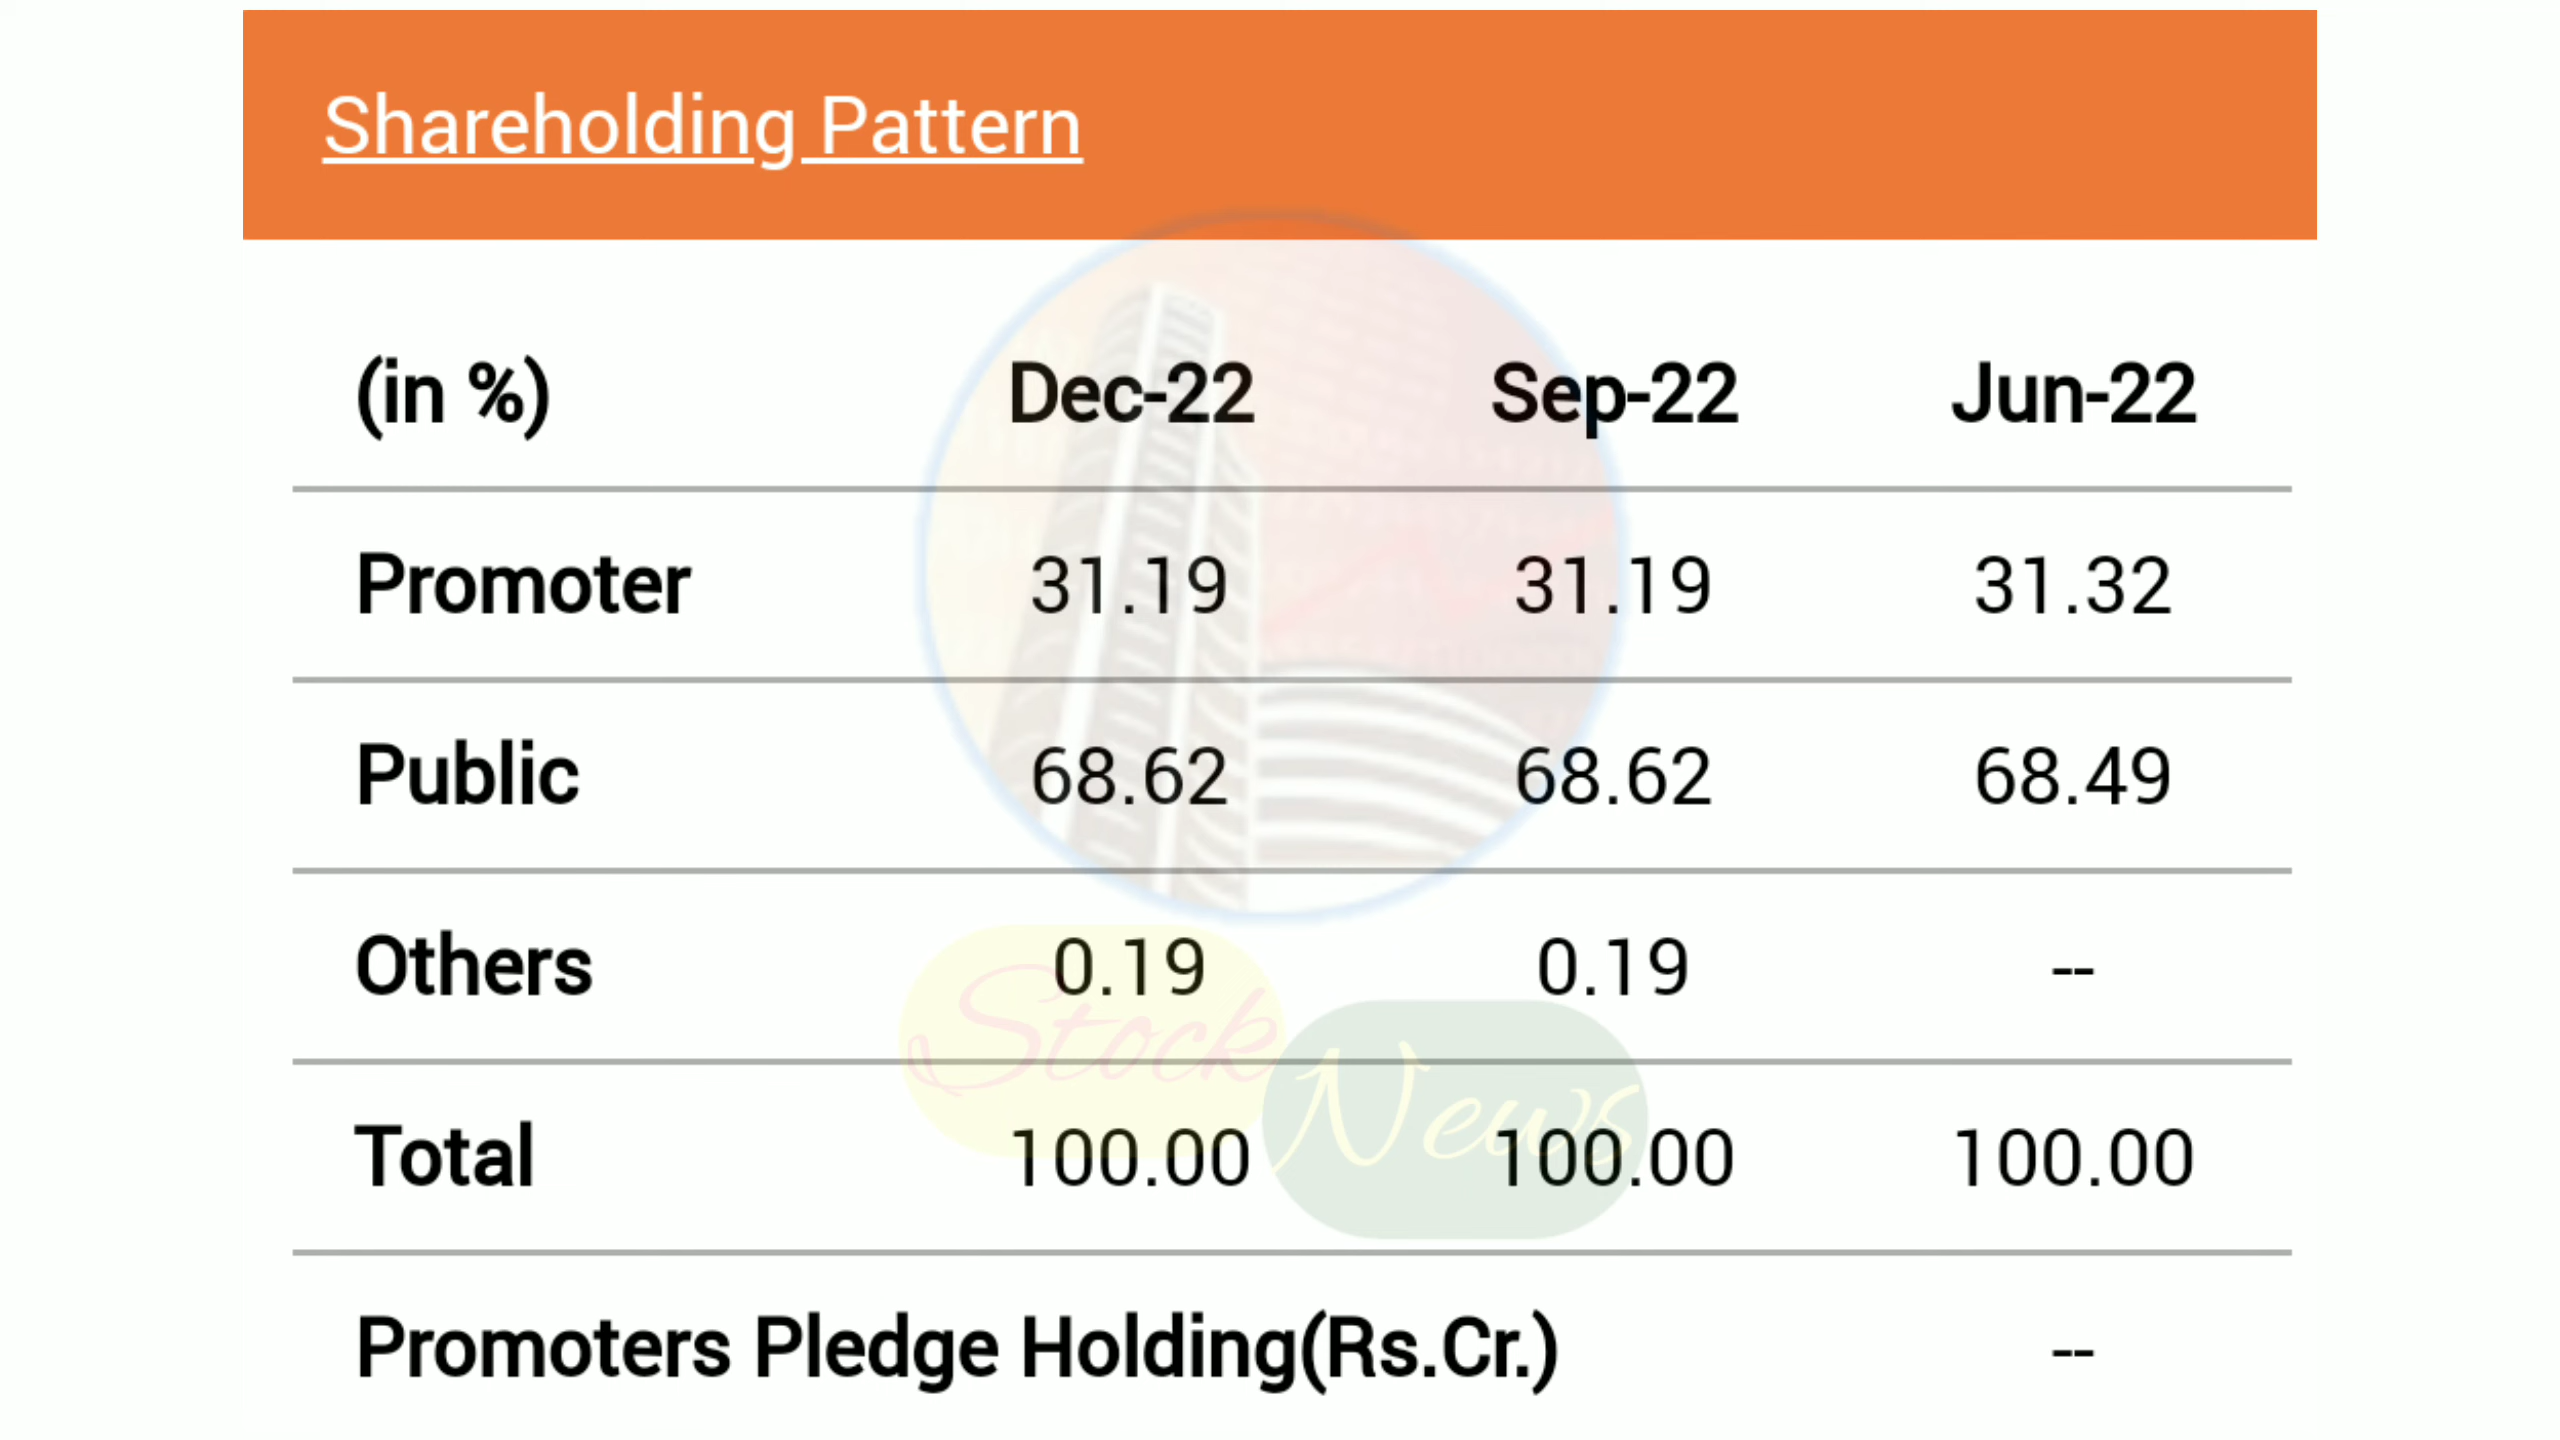 Shareholding Pattern
(in %) Dec-22 Sep-22 Jun-22
Promoter 31.19 31.19 31.32
Public 68.62 68.62 68.49
Others 0.19 0.19 --
Stock
News
Total 100.00 100.00 100.00
Promoters Pledge Holding(Rs.Cr.) --